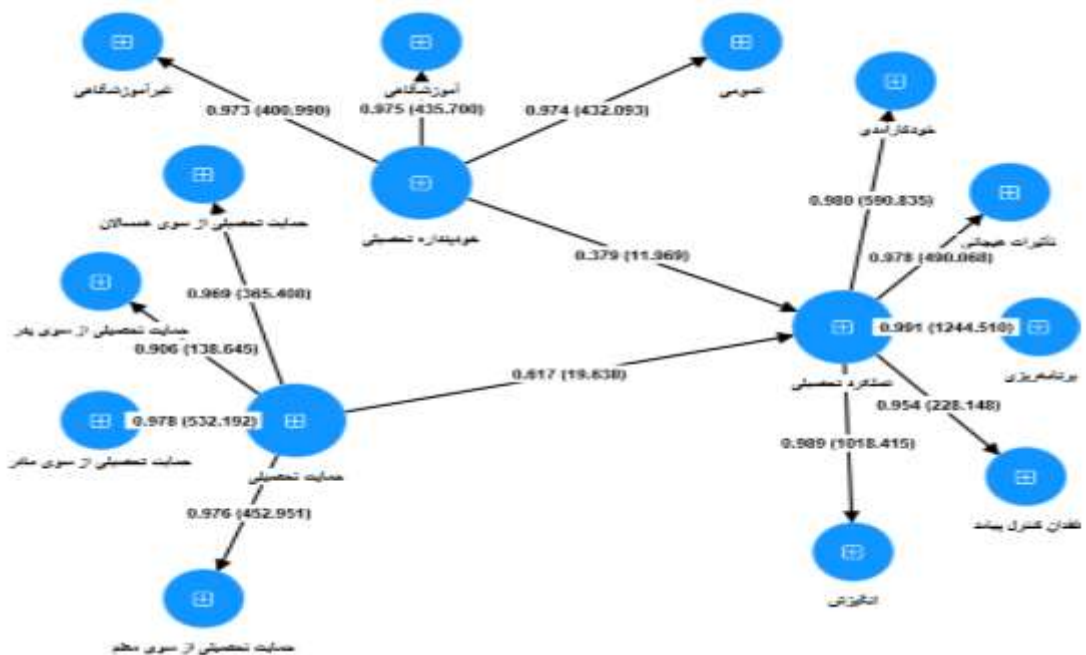 غیرآموزشگاهی
آموزشگاهی
عمومی
0.973 (400.990)
0.975 (435.700)
0.974 (432.093)
خودکارآمدی
حمایت تحصیلی از سوی همسالان
خودپنداره تحصیلی
0.980 (590.835)
تأثیرات هیجانی
0.978 (490.068)
0.379 (11.969)
0.969 (365.408)
حمایت تحصیلی از سوی پدر
0.906 (138.645)
0.991 (1244.510)
عملکرد تحصیلی
برنامه‌ریزی
0.617 (19.638)
0.954 (228.148)
0.978 (532.192)
حمایت تحصیلی از سوی مادر
حمایت تحصیلی
0.989 (1018.415)
0.976 (452.951)
فقدان کنترل پیامد
انگیزش
حمایت تحصیلی از سوی معلم